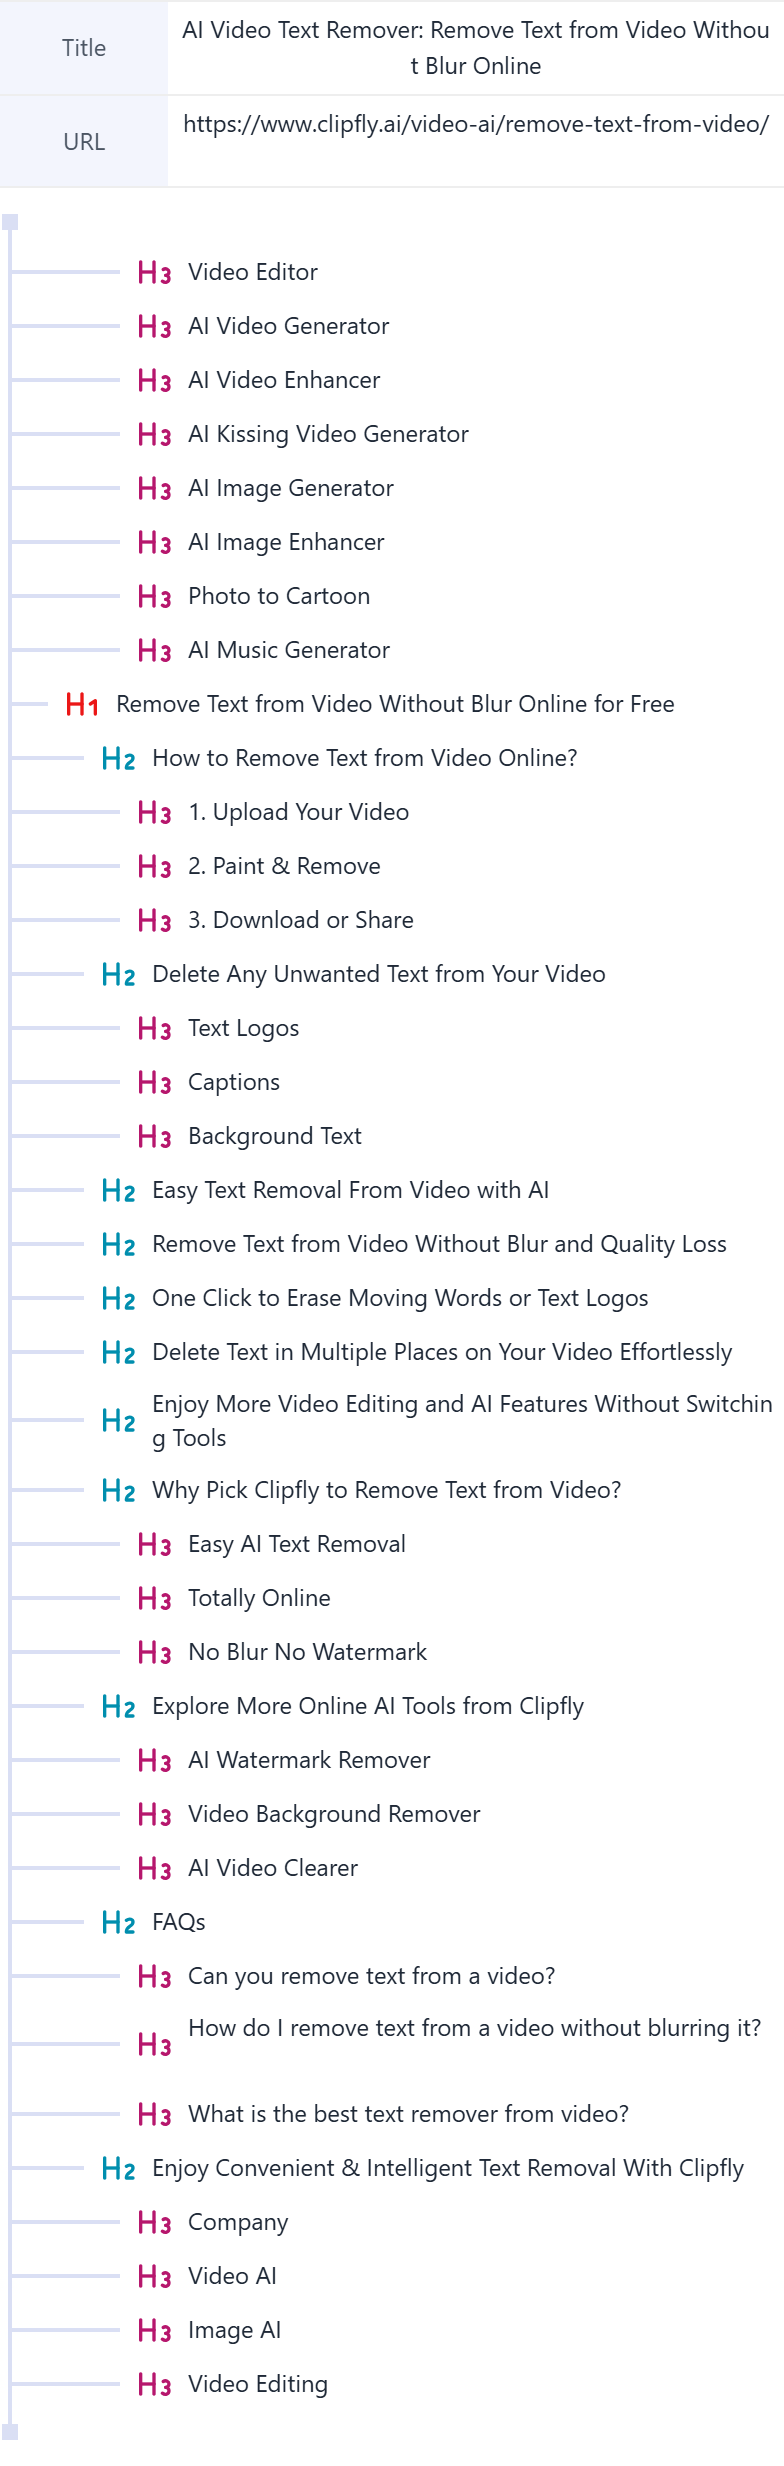 Title
AI Video Text Remover: Remove Text from Video Withou
t Blur Online
URL
https://www.clipfly.ai/video-ai/remove-text-from-video/
H3 Video Editor
H3 AI Video Generator
H3 AI Video Enhancer
H3 AI Kissing Video Generator
H3 AI Image Generator
H3 AI Image Enhancer
H3 Photo to Cartoon
H3 AI Music Generator
H1 Remove Text from Video Without Blur Online for Free
H2 How to Remove Text from Video Online?
H3 1. Upload Your Video
H3 2. Paint & Remove
H3 3. Download or Share
H2 Delete Any Unwanted Text from Your Video
H3 Text Logos
H3 Captions
H3 Background Text
H2 Easy Text Removal From Video with AI
H2 Remove Text from Video Without Blur and Quality Loss
H2 One Click to Erase Moving Words or Text Logos
H2 Delete Text in Multiple Places on Your Video Effortlessly
H2 Enjoy More Video Editing and AI Features Without Switchin
g Tools
H2 Why Pick Clipfly to Remove Text from Video?
H3 Easy AI Text Removal
H3 Totally Online
H3 No Blur No Watermark
H2 Explore More Online AI Tools from Clipfly
H3 AI Watermark Remover
H3 Video Background Remover
H3 AI Video Clearer
H2 FAQs
H3 Can you remove text from a video?
H3 How do I remove text from a video without blurring it?
H3 What is the best text remover from video?
H2 Enjoy Convenient & Intelligent Text Removal With Clipfly
H3 Company
H3 Video AI
H3 Image AI
H3 Video Editing